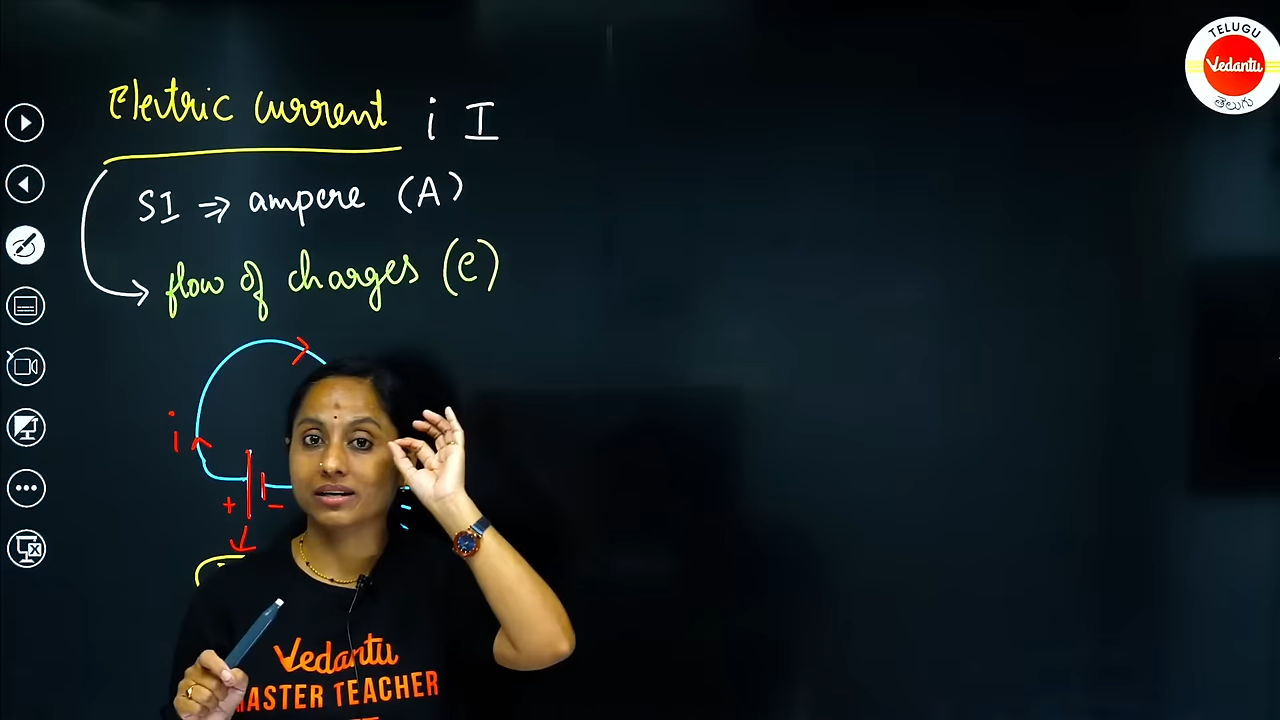 TELUGU
Vedantu
తెలుగు
Electric current i I
SI ⇒ ampere (A)
flow of charges (e)
i
+ −
Vedantu
MASTER TEACHER